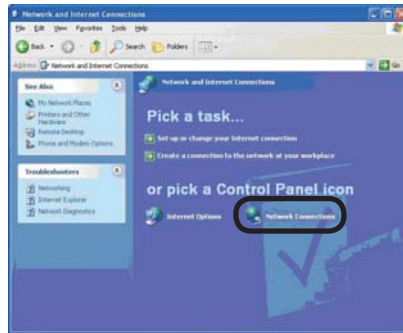 Network and Internet Connections
File Edit View Favorites Tools Help
Back Search Folders
Address Network and Internet Connections Go
See Also
My Network Places
Printers and Other Hardware
Remote Desktop
Phone and Modem Options
Troubleshooters
Networking
Internet Explorer
Network Diagnostics
Network and Internet Connections
Pick a task...
Set up or change your Internet connection
Create a connection to the network at your workplace
or pick a Control Panel icon
Internet Options
Network Connections